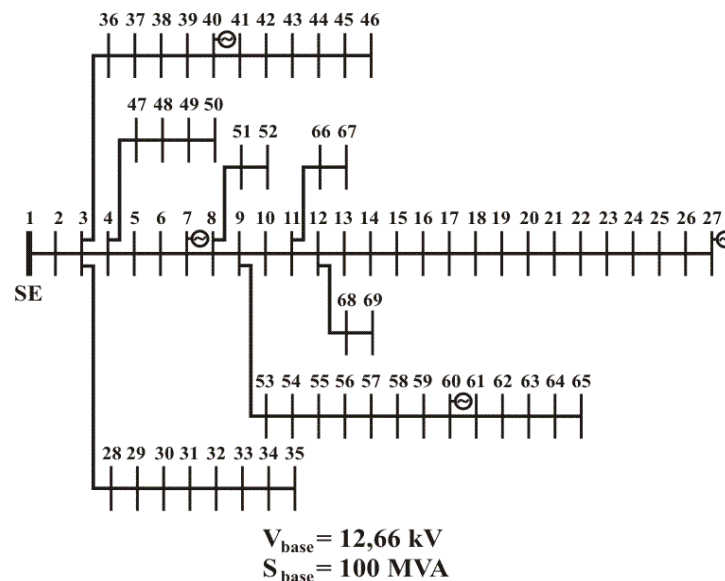 36 37 38 39 40 41 42 43 44 45 46
47 48 49 50
51 52
66 67
1 2 3 4 5 6 7 8 9 10 11 12 13 14 15 16 17 18 19 20 21 22 23 24 25 26 27
SE
68 69
53 54 55 56 57 58 59 60 61 62 63 64 65
28 29 30 31 32 33 34 35
V_base = 12,66 kV
S_base = 100 MVA